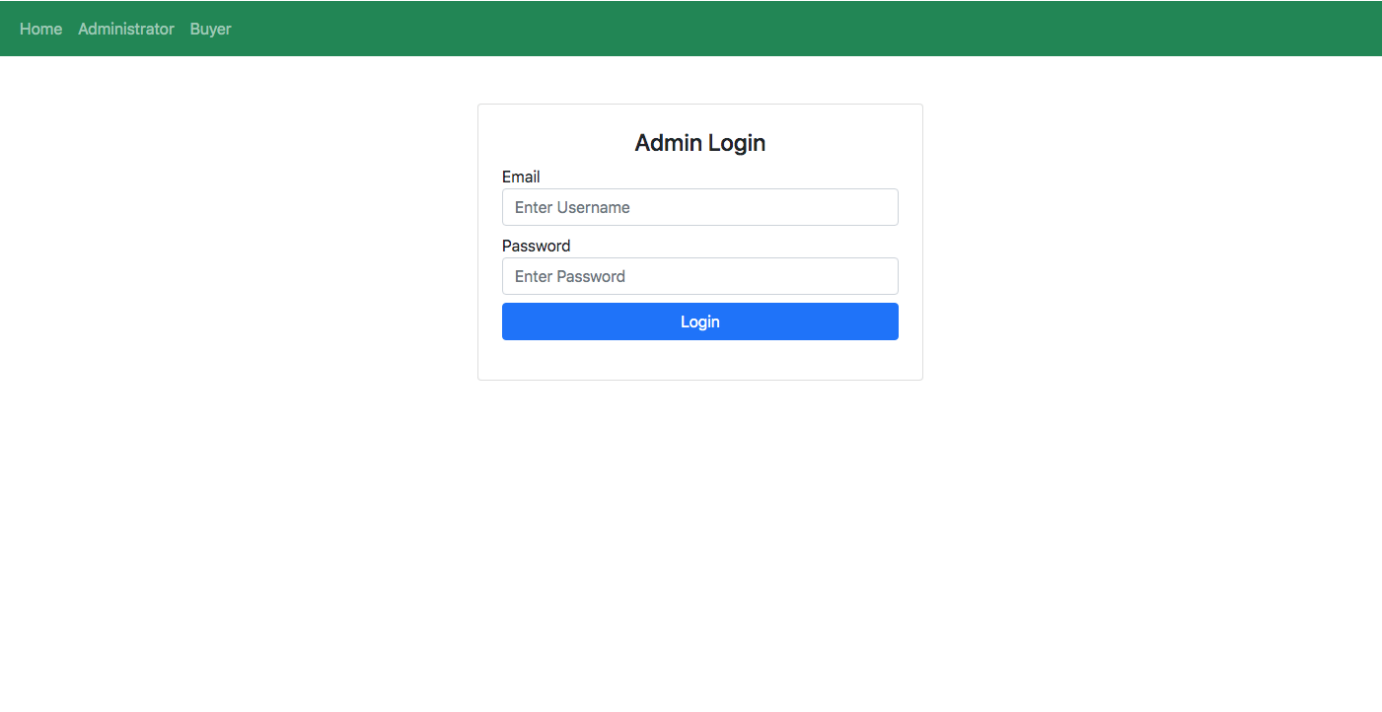 Home Administrator Buyer
Admin Login
Email
Enter Username
Password
Enter Password
Login